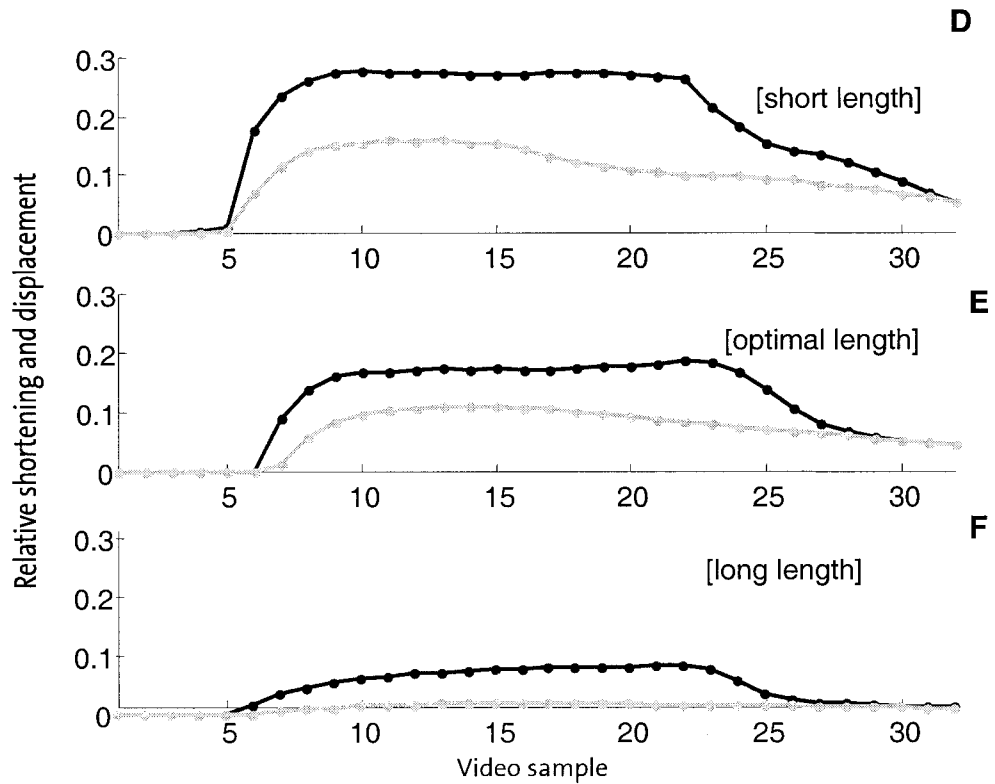 D
0.3
0.2
0.1
0
[short length]
5 10 15 20 25 30
E
0.3
0.2
0.1
0
[optimal length]
5 10 15 20 25 30
F
0.3
0.2
0.1
0
[long length]
5 10 15 20 25 30
Relative shortening and displacement
Video sample